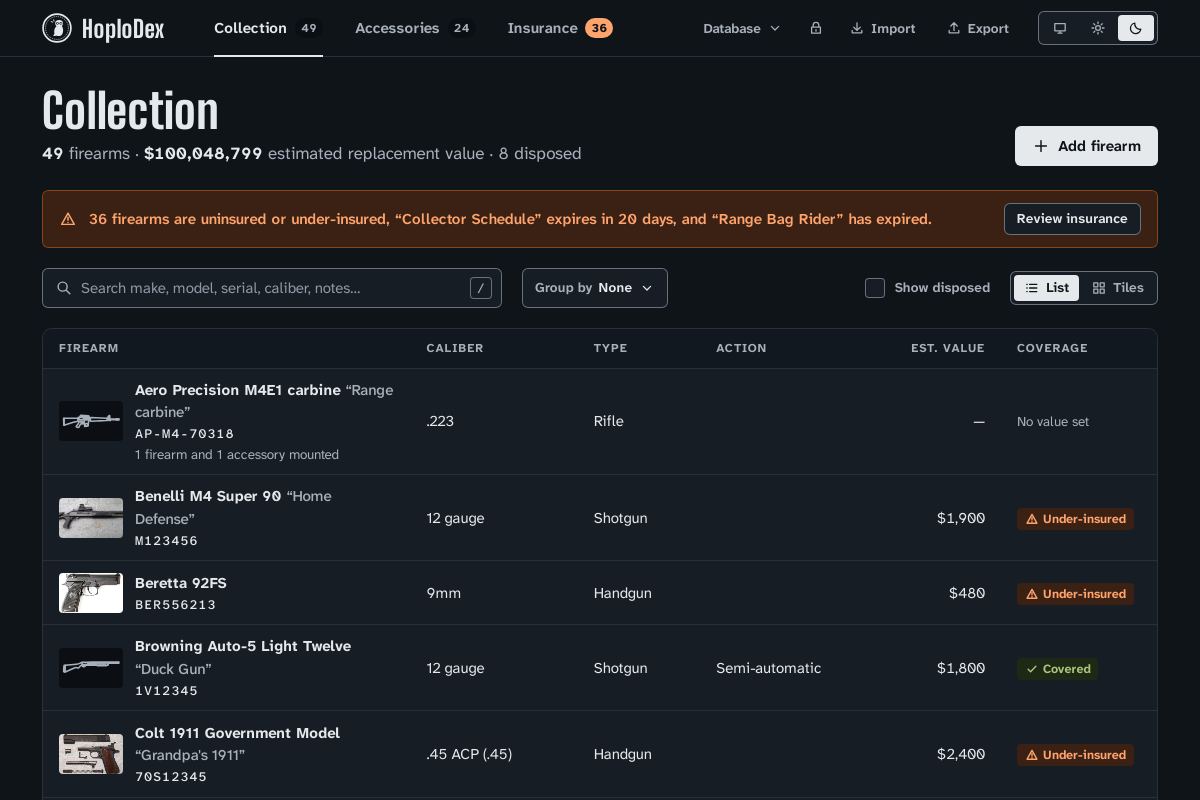 HoploDex
Collection 49 Accessories 24 Insurance 36 Database Import Export
Collection
49 firearms · $100,048,799 estimated replacement value · 8 disposed
Add firearm
36 firearms are uninsured or under-insured, “Collector Schedule” expires in 20 days, and “Range Bag Rider” has expired.
Review insurance
Search make, model, serial, caliber, notes… /
Group by None
Show disposed
List Tiles
FIREARM CALIBER TYPE ACTION EST. VALUE COVERAGE
Aero Precision M4E1 carbine “Range
carbine”
AP-M4-70318
1 firearm and 1 accessory mounted
.223 Rifle — No value set
Benelli M4 Super 90 “Home
Defense”
M123456
12 gauge Shotgun $1,900 Under-insured
Beretta 92FS
BER556213
9mm Handgun $480 Under-insured
Browning Auto-5 Light Twelve
“Duck Gun”
1V12345
12 gauge Shotgun Semi-automatic $1,800 Covered
Colt 1911 Government Model
“Grandpa's 1911”
70S12345
.45 ACP (.45) Handgun $2,400 Under-insured